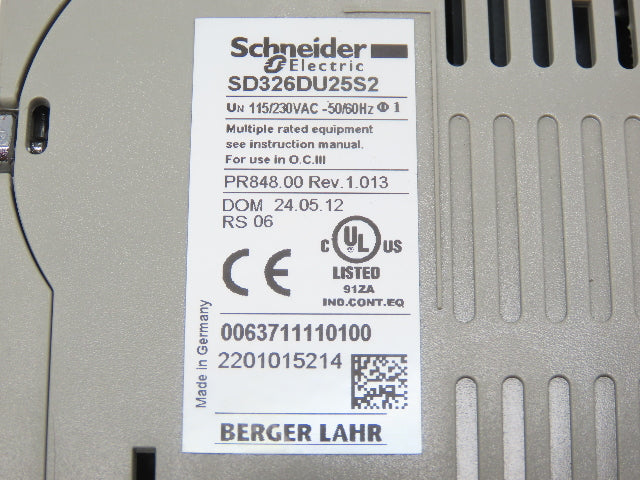 Schneider
Electric
SD326DU25S2
UN 115/230VAC ~50/60Hz Φ 1
Multiple rated equipment
see instruction manual.
For use in O.C.III
PR848.00 Rev.1.013
DOM 24.05.12
RS 06
C UL US
LISTED
91ZA
IND.CONT.EQ
CE
Made in Germany
0063711110100
2201015214
BERGER LAHR